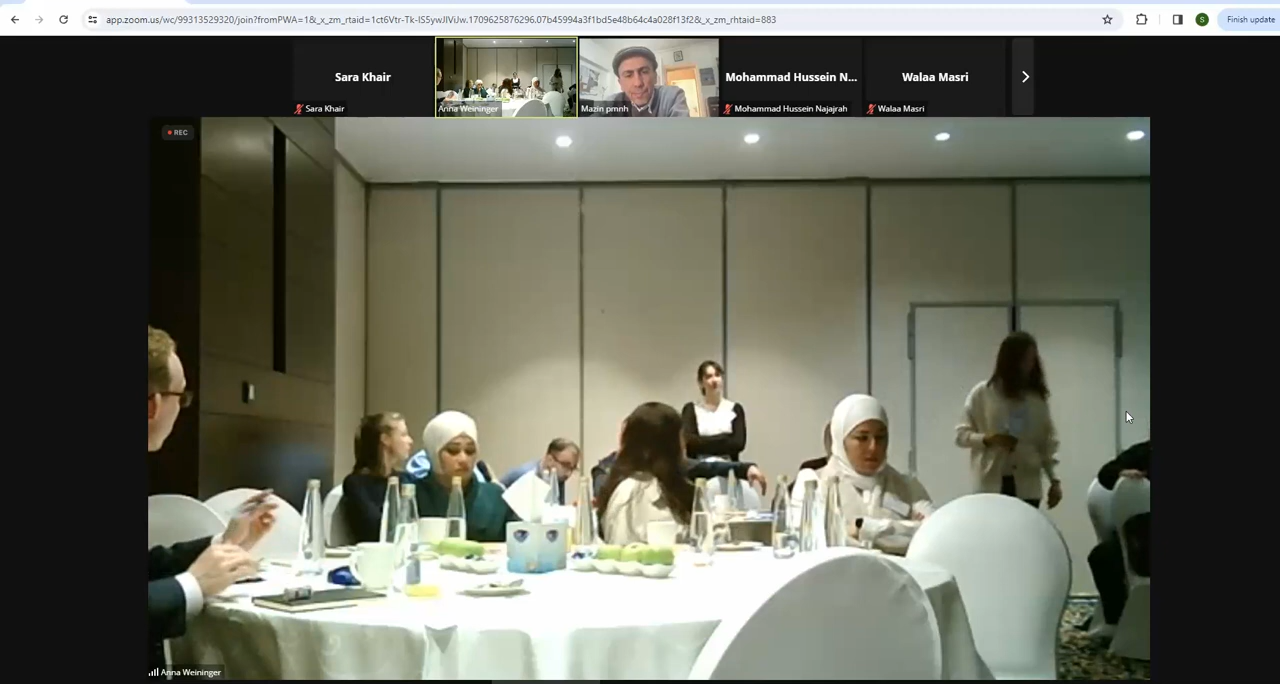 app.zoom.us/wc/99313529320/join?fromPWA=1&_x_zm_rtaid=1ct6Vtr-Tk-IS5ywJlViJw.1709625876296.07b45994a3f1bd5e48b64c4a028f13f2&_x_zm_rhtaid=883
S
Finish update
Sara Khair
Mohammad Hussein N...
Walaa Masri
Sara Khair
Anna Weininger
Mazin pmnh
Mohammad Hussein Najajrah
Walaa Masri
REC
Anna Weininger